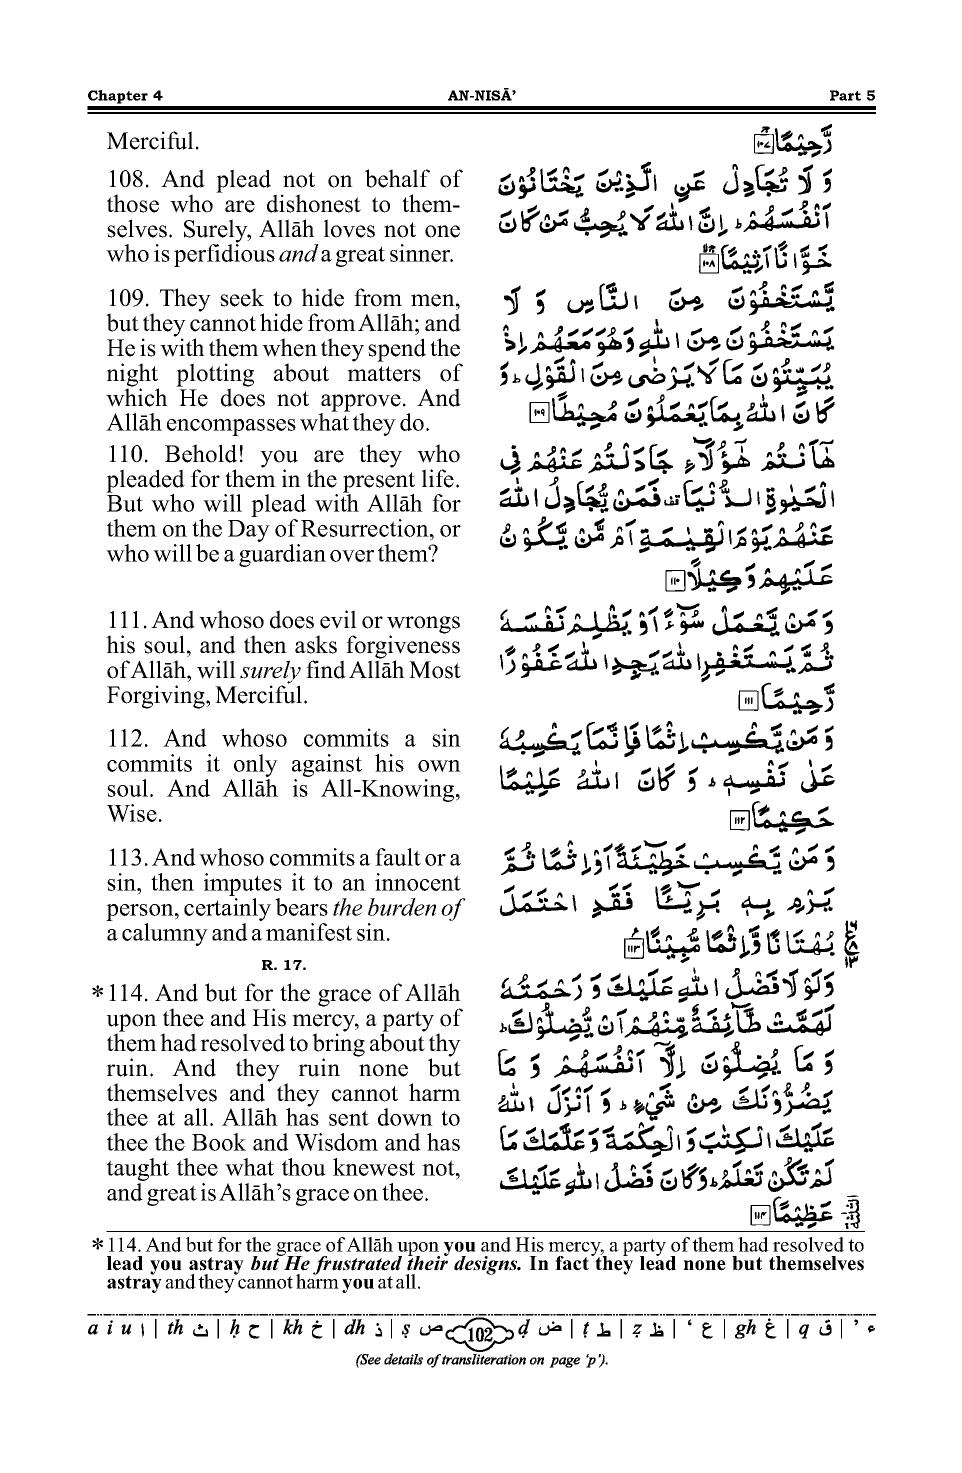 Chapter 4 AN-NISĀ’ Part 5
Merciful.
رَّحِيْمًا ۝۱۰۷
108. And plead not on behalf of
those who are dishonest to them-
selves. Surely, Allāh loves not one
who is perfidious and a great sinner.
وَ لَا تُجَادِلْ عَنِ الَّذِيْنَ يَخْتَانُوْنَ
اَنْفُسَهُمْ ؕ اِنَّ اللّٰهَ لَا يُحِبُّ مَنْ كَانَ
خَوَّانًا اَثِيْمًا ۝۱۰۸
109. They seek to hide from men,
but they cannot hide from Allāh; and
He is with them when they spend the
night plotting about matters of
which He does not approve. And
Allāh encompasses what they do.
يَّسْتَخْفُوْنَ مِنَ النَّاسِ وَ لَا
يَسْتَخْفُوْنَ مِنَ اللّٰهِ وَهُوَ مَعَهُمْ اِذْ
يُبَيِّتُوْنَ مَا لَا يَرْضٰى مِنَ الْقَوْلِ ؕ وَ
كَانَ اللّٰهُ بِمَا يَعْمَلُوْنَ مُحِيْطًا ۝۱۰۹
110. Behold! you are they who
pleaded for them in the present life.
But who will plead with Allāh for
them on the Day of Resurrection, or
who will be a guardian over them?
هٰۤاَنْتُمْ هٰۤؤُلَآءِ جَادَلْتُمْ عَنْهُمْ فِي
الْحَيٰوةِ الدُّنْيَا ۟ فَمَنْ يُّجَادِلُ اللّٰهَ
عَنْهُمْ يَوْمَ الْقِيٰمَةِ اَمْ مَّنْ يَّكُوْنُ
عَلَيْهِمْ وَكِيْلًا ۝۱۱۰
111. And whoso does evil or wrongs
his soul, and then asks forgiveness
of Allāh, will surely find Allāh Most
Forgiving, Merciful.
وَ مَنْ يَّعْمَلْ سُوْٓءًا اَوْ يَظْلِمْ نَفْسَهٗ
ثُمَّ يَسْتَغْفِرِ اللّٰهَ يَجِدِ اللّٰهَ غَفُوْرًا
رَّحِيْمًا ۝۱۱۱
112. And whoso commits a sin
commits it only against his own
soul. And Allāh is All-Knowing,
Wise.
وَ مَنْ يَّكْسِبْ اِثْمًا فَاِنَّمَا يَكْسِبُهٗ
عَلٰى نَفْسِهٖ ؕ وَ كَانَ اللّٰهُ عَلِيْمًا
حَكِيْمًا ۝۱۱۲
113. And whoso commits a fault or a
sin, then imputes it to an innocent
person, certainly bears the burden of
a calumny and a manifest sin.
وَ مَنْ يَّكْسِبْ خَطِيْٓئَةً اَوْ اِثْمًا ثُمَّ
يَرْمِ بِهٖ بَرِيْٓـًٔا فَقَدِ احْتَمَلَ
بُهْتَانًا وَّ اِثْمًا مُّبِيْنًا ۝۱۱۳
R. 17.
*114. And but for the grace of Allāh
upon thee and His mercy, a party of
them had resolved to bring about thy
ruin. And they ruin none but
themselves and they cannot harm
thee at all. Allāh has sent down to
thee the Book and Wisdom and has
taught thee what thou knewest not,
and great is Allāh’s grace on thee.
وَلَوْ لَا فَضْلُ اللّٰهِ عَلَيْكَ وَ رَحْمَتُهٗ
لَهَمَّتْ طَّآئِفَةٌ مِّنْهُمْ اَنْ يُّضِلُّوْكَ ؕ
وَ مَا يُضِلُّوْنَ اِلَّاۤ اَنْفُسَهُمْ وَ مَا
يَضُرُّوْنَكَ مِنْ شَيْءٍ ؕ وَ اَنْزَلَ اللّٰهُ
عَلَيْكَ الْكِتٰبَ وَ الْحِكْمَةَ وَ عَلَّمَكَ مَا
لَمْ تَكُنْ تَعْلَمُ ؕ وَكَانَ فَضْلُ اللّٰهِ عَلَيْكَ
عَظِيْمًا ۝۱۱۴
*114. And but for the grace of Allāh upon you and His mercy, a party of them had resolved to
lead you astray but He frustrated their designs. In fact they lead none but themselves
astray and they cannot harm you at all.
a i u ا | th ث | ḥ ح | kh خ | dh ذ | ṣ ص 102 ḍ ض | ṭ ط | ẓ ظ | ‘ ع | gh غ | q ق | ’ ء
(See details of transliteration on page ‘p’).